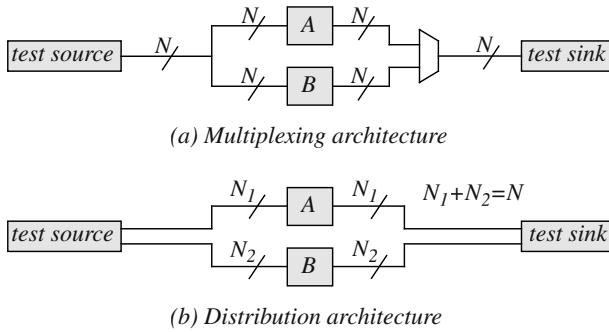 N A N
test source N test sink
N B N
(a) Multiplexing architecture
N1 A N1 N1+N2=N
test source test sink
N2 B N2
(b) Distribution architecture